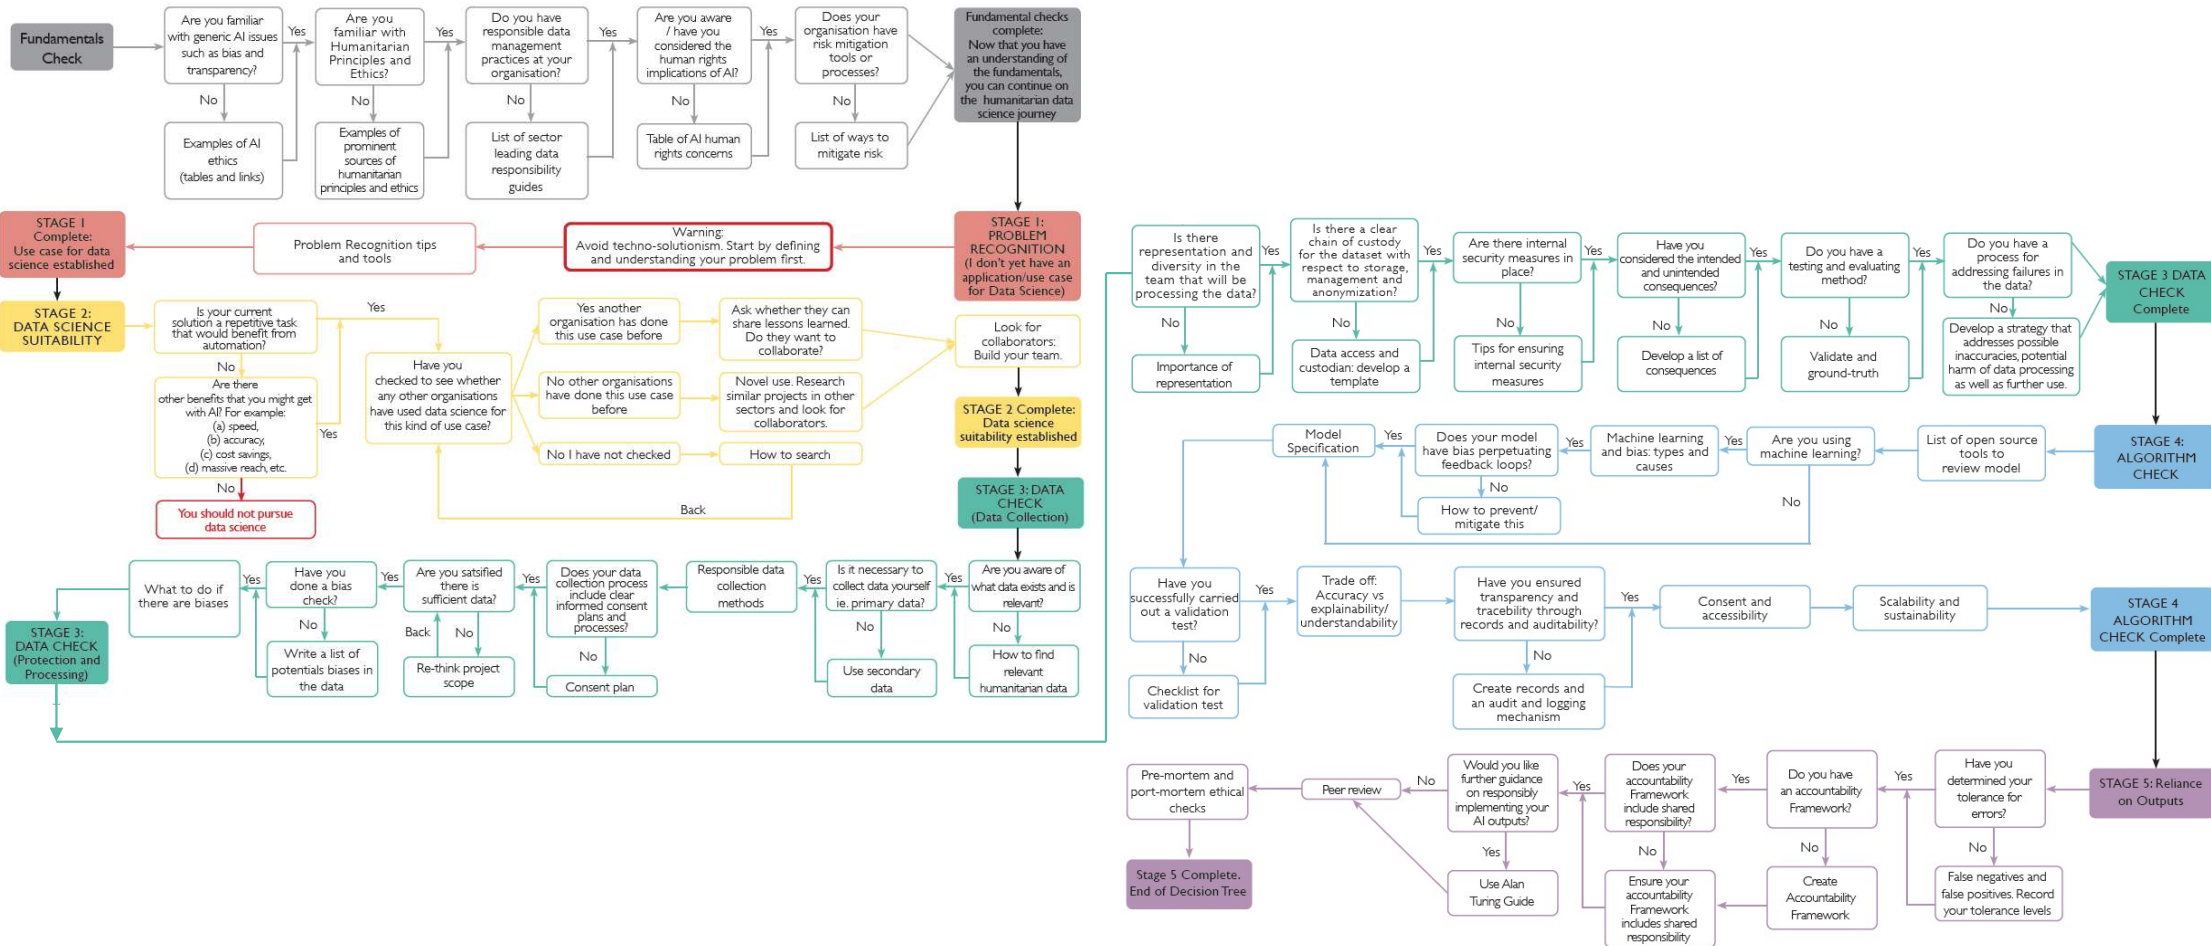 Fundamentals
Check
Are you familiar
with generic AI issues
such as bias and
transparency?
Yes
No
Examples of AI
ethics
(tables and links)
Are you
familiar with
Humanitarian
Principles and
Ethics?
Yes
No
Examples of
prominent
sources of
humanitarian
principles and ethics
Do you have
responsible data
management
practices at your
organisation?
Yes
No
List of sector
leading data
responsibility
guides
Are you aware
/ have you
considered the
human rights
implications of AI?
Yes
No
Table of AI human
rights concerns
Does your
organisation have
risk mitigation
tools or
processes?
No
List of ways to
mitigate risk
Fundamental checks
complete:
Now that you have
an understanding of
the fundamentals,
you can continue on
the humanitarian data
science journey
STAGE 1:
PROBLEM
RECOGNITION
(I don't yet have an
application/use case
for Data Science)
Warning:
Avoid techno-solutionism. Start by defining
and understanding your problem first.
Problem Recognition tips
and tools
STAGE 1
Complete:
Use case for data
science established
STAGE 2:
DATA SCIENCE
SUITABILITY
Is your current
solution a repetitive task
that would benefit from
automation?
Yes
No
Are there
other benefits that you might get
with AI? For example:
(a) speed,
(b) accuracy,
(c) cost savings,
(d) massive reach, etc.
Yes
No
You should not pursue
data science
Have you
checked to see whether
any other organisations
have used data science for
this kind of use case?
Yes another
organisation has done
this use case before
Ask whether they can
share lessons learned.
Do they want to
collaborate?
No other organisations
have done this use case
before
Novel use. Research
similar projects in other
sectors and look for
collaborators.
No I have not checked
How to search
Back
Look for
collaborators:
Build your team.
STAGE 2 Complete:
Data science
suitability established
STAGE 3: DATA
CHECK
(Data Collection)
Are you aware of
what data exists and is
relevant?
Yes
No
How to find
relevant
humanitarian data
Is it necessary to
collect data yourself
ie. primary data?
Yes
No
Use secondary
data
Responsible data
collection
methods
Does your data
collection process
include clear
informed consent
plans and
processes?
Yes
No
Consent plan
Are you satsified
there is
sufficient data?
Yes
Back
No
Re-think project
scope
Have you
done a bias
check?
Yes
No
Write a list of
potentials biases in
the data
What to do if
there are biases
STAGE 3:
DATA CHECK
(Protection and
Processing)
Is there
representation and
diversity in the
team that will be
processing the data?
Yes
No
Importance of
representation
Is there a clear
chain of custody
for the dataset with
respect to storage,
management and
anonymization?
Yes
No
Data access and
custodian: develop a
template
Are there internal
security measures in
place?
Yes
No
Tips for ensuring
internal security
measures
Have you
considered the intended
and unintended
consequences?
Yes
No
Develop a list of
consequences
Do you have a
testing and evaluating
method?
Yes
No
Validate and
ground-truth
Do you have a
process for
addressing failures in
the data?
Yes
No
Develop a strategy that
addresses possible
inaccuracies, potential
harm of data processing
as well as further use.
STAGE 3 DATA
CHECK
Complete
STAGE 4:
ALGORITHM
CHECK
List of open source
tools to
review model
Are you using
machine learning?
Yes
No
Machine learning
and bias: types and
causes
Yes
Does your model
have bias perpetuating
feedback loops?
Yes
No
How to prevent/
mitigate this
Model
Specification
Have you
successfully carried
out a validation
test?
Yes
No
Checklist for
validation test
Trade off:
Accuracy vs
explainability/
understandability
Have you ensured
transparency and
tracebility through
records and auditability?
Yes
No
Create records and
an audit and logging
mechanism
Consent and
accessibility
Scalability and
sustainability
STAGE 4
ALGORITHM
CHECK Complete
STAGE 5: Reliance
on Outputs
Have you
determined your
tolerance for
errors?
Yes
No
False negatives and
false positives. Record
your tolerance levels
Do you have
an accountability
Framework?
Yes
No
Create
Accountability
Framework
Does your
accountability
Framework
include shared
responsibility?
Yes
No
Ensure your
accountability
Framework
includes shared
responsibility
Would you like
further guidance
on responsibly
implementing your
AI outputs?
No
Yes
Use Alan
Turing Guide
Peer review
Pre-mortem and
port-mortem ethical
checks
Stage 5 Complete.
End of Decision Tree